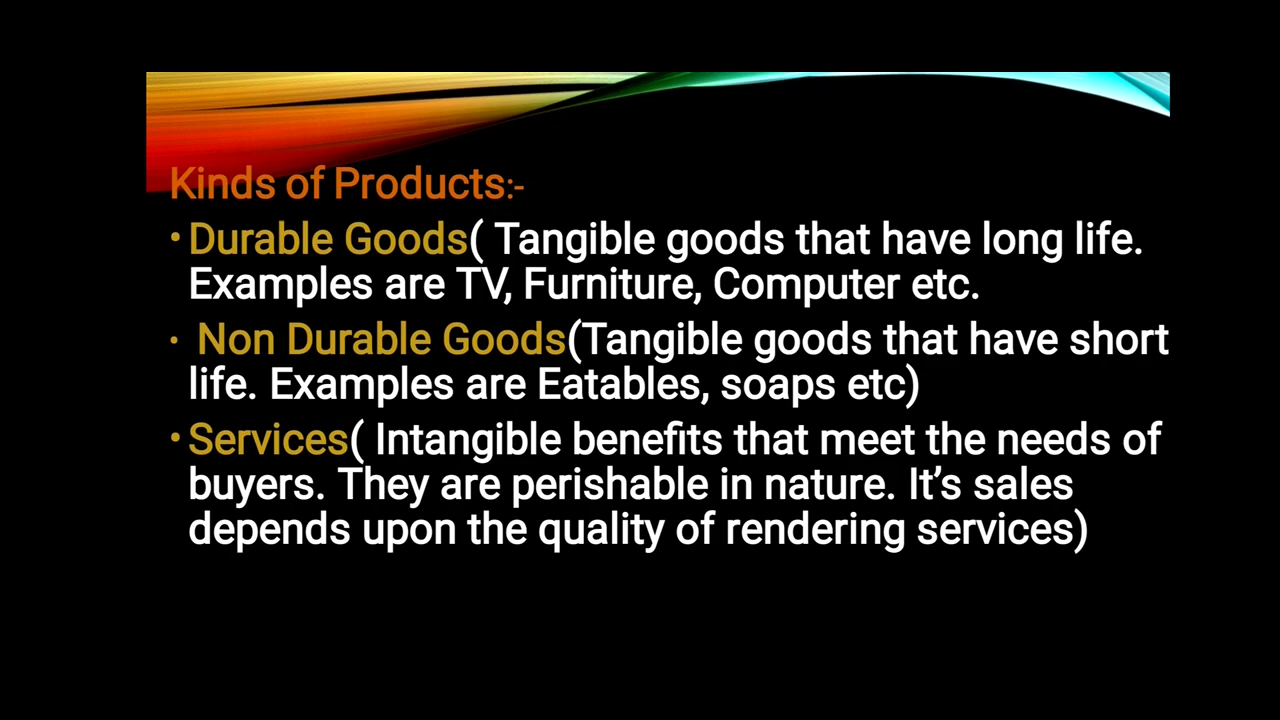 Kinds of Products:-
•Durable Goods( Tangible goods that have long life.
Examples are TV, Furniture, Computer etc.
• Non Durable Goods(Tangible goods that have short
life. Examples are Eatables, soaps etc)
•Services( Intangible benefits that meet the needs of
buyers. They are perishable in nature. It’s sales
depends upon the quality of rendering services)